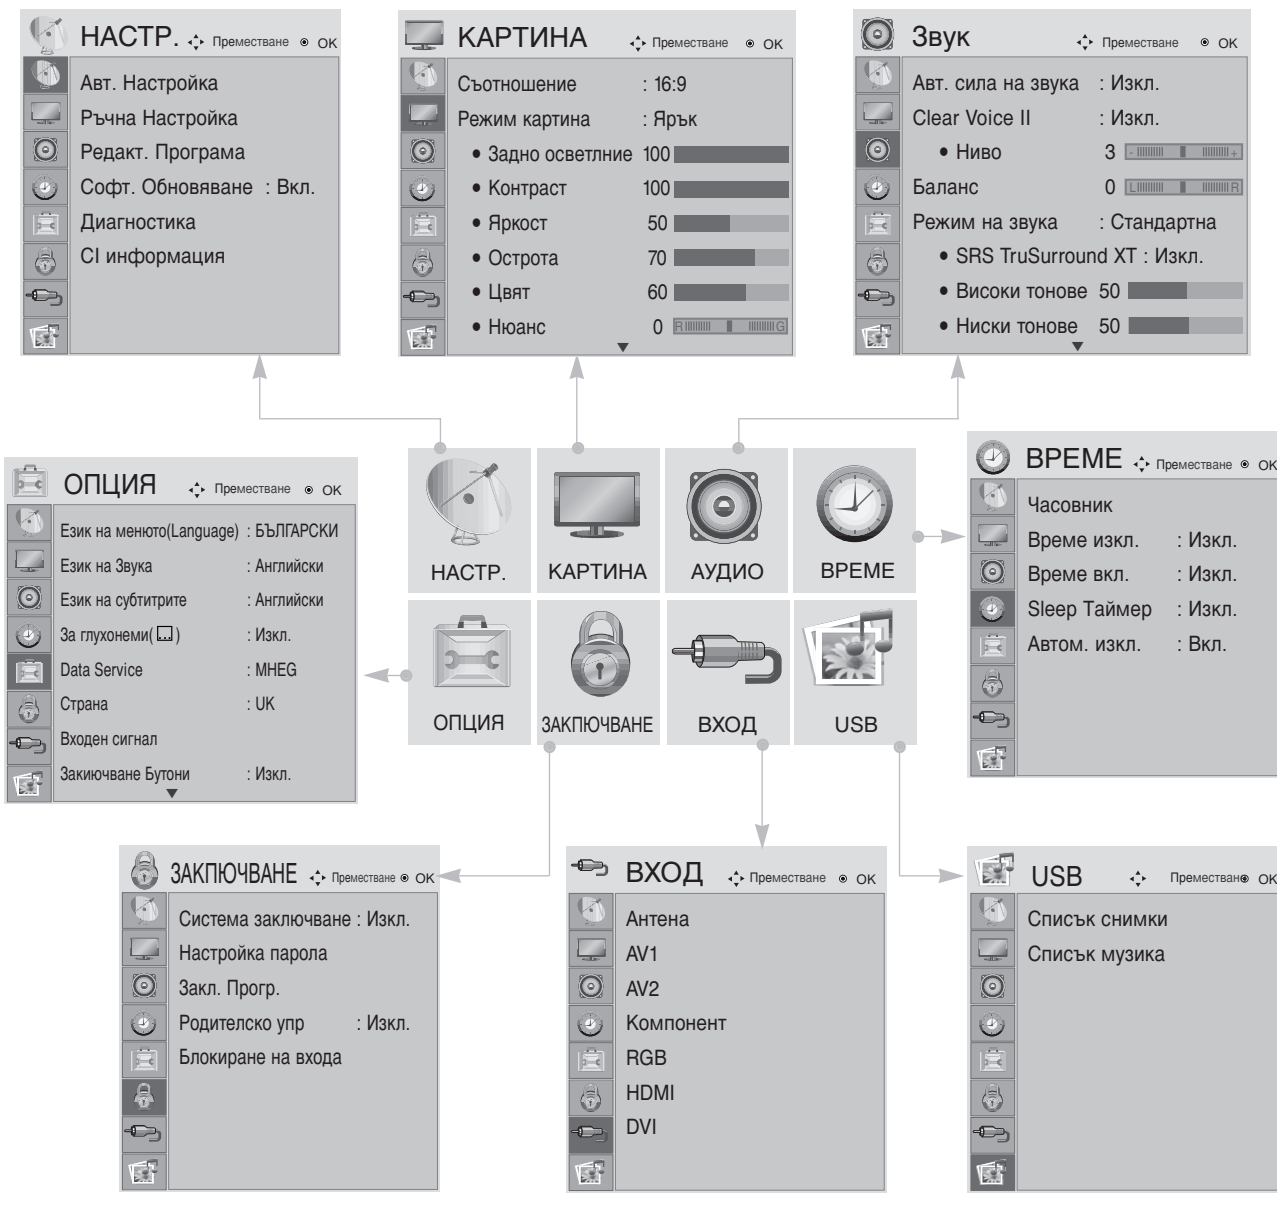 НАСТР. Преместване OK
Авт. Настройка
Ръчна Настройка
Редакт. Програма
Софт. Обновяване : Вкл.
Диагностика
CI информация
КАРТИНА Преместване OK
Съотношение : 16:9
Режим картина : Ярък
• Задно осветлние 100
• Контраст 100
• Яркост 50
• Острота 70
• Цвят 60
• Нюанс 0 R G
Звук Преместване OK
Авт. сила на звука : Изкл.
Clear Voice II : Изкл.
• Ниво 3 - +
Баланс 0 L R
Режим на звука : Стандартна
• SRS TruSurround XT : Изкл.
• Високи тонове 50
• Ниски тонове 50
ОПЦИЯ Преместване OK
Език на менюто(Language) : БЪЛГАРСКИ
Език на Звука : Английски
Език на субтитрите : Английски
За глухонеми( ) : Изкл.
Data Service : MHEG
Страна : UK
Входен сигнал
Закиючване Бутони : Изкл.
НАСТР.
КАРТИНА
АУДИО
ВРЕМЕ
ОПЦИЯ
ЗАКПЮЧВАНЕ
ВХОД
USB
ВРЕМЕ Преместване OK
Часовник
Време изкл. : Изкл.
Време вкл. : Изкл.
Sleep Таймер : Изкл.
Автом. изкл. : Вкл.
ЗАКПЮЧВАНЕ Преместване OK
Система заключване : Изкл.
Настройка парола
Закл. Прогр.
Родителско упр : Изкл.
Блокиране на входа
ВХОД Преместване OK
Антена
AV1
AV2
Компонент
RGB
HDMI
DVI
USB Преместване OK
Списък снимки
Списък музика